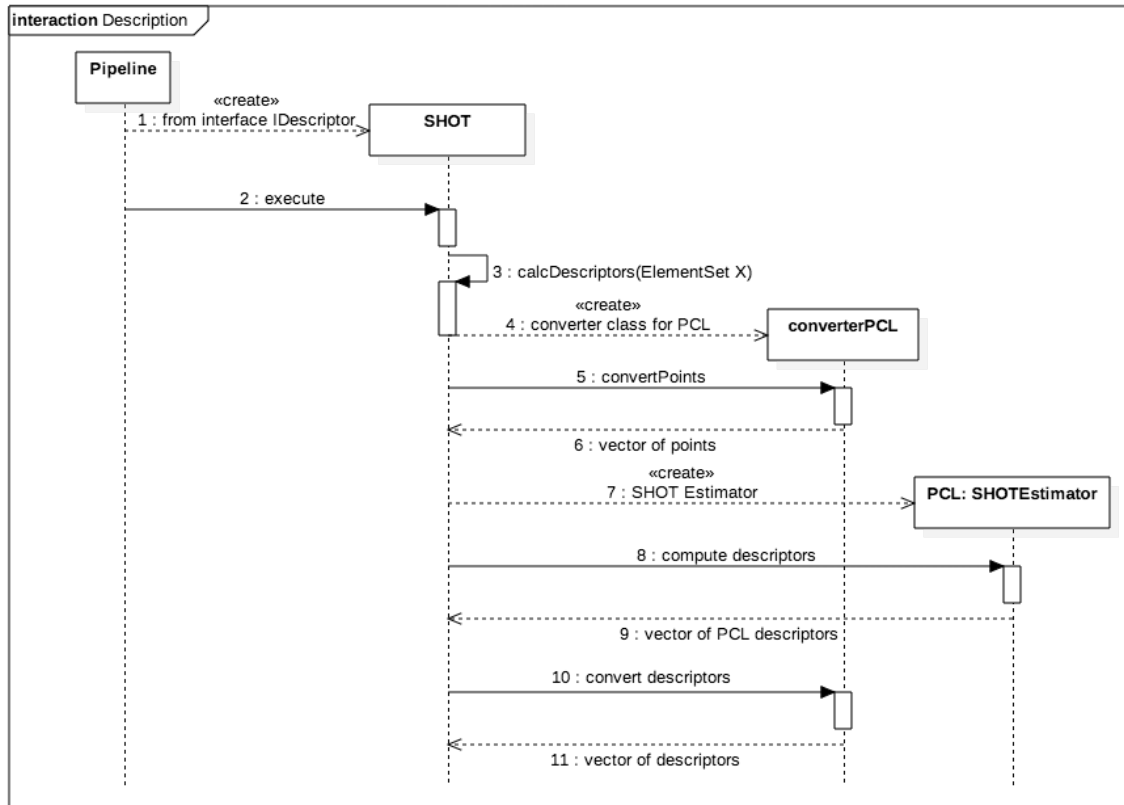 interaction Description
Pipeline
«create»
1 : from interface IDescriptor
SHOT
2 : execute
3 : calcDescriptors(ElementSet X)
«create»
4 : converter class for PCL
converterPCL
5 : convertPoints
6 : vector of points
«create»
7 : SHOT Estimator
PCL: SHOTEstimator
8 : compute descriptors
9 : vector of PCL descriptors
10 : convert descriptors
11 : vector of descriptors